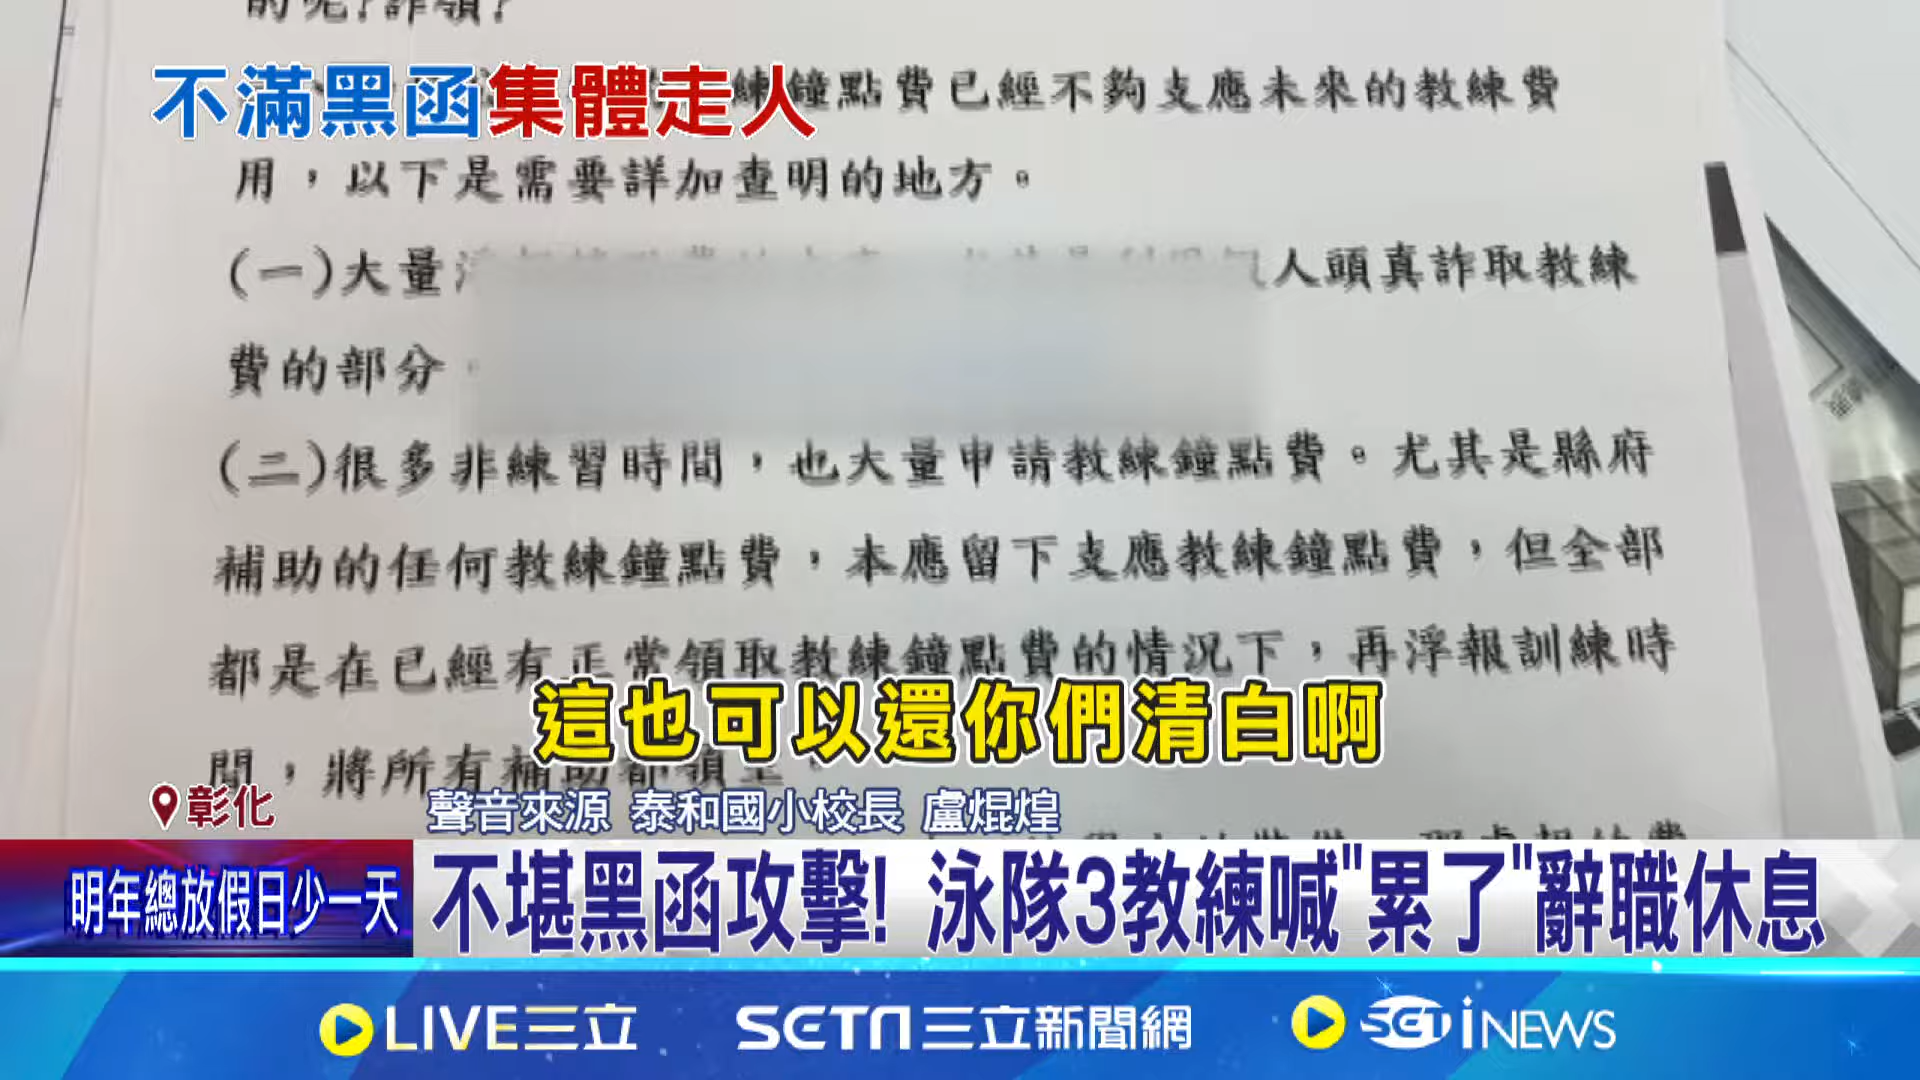 的呢?詐領?
不滿黑函集體走人
練鐘點費已經不夠支應未來的教練費
用，以下是需要詳加查明的地方。
(一)大量
人頭真詐取教練
費的部分。
(二)很多非練習時間，也大量申請教練鐘點費。尤其是縣府
補助的任何教練鐘點費，本應留下支應教練鐘點費，但全部
都是在已經有正常領取教練鐘點費的情況下，再浮報訓練時
間，將所有補助都領
這也可以還你們清白啊
彰化
聲音來源 泰和國小校長 盧焜煌
明年總放假日少一天
不堪黑函攻擊! 泳隊3教練喊"累了"辭職休息
LIVE三立
SETN三立新聞網
SET iNEWS